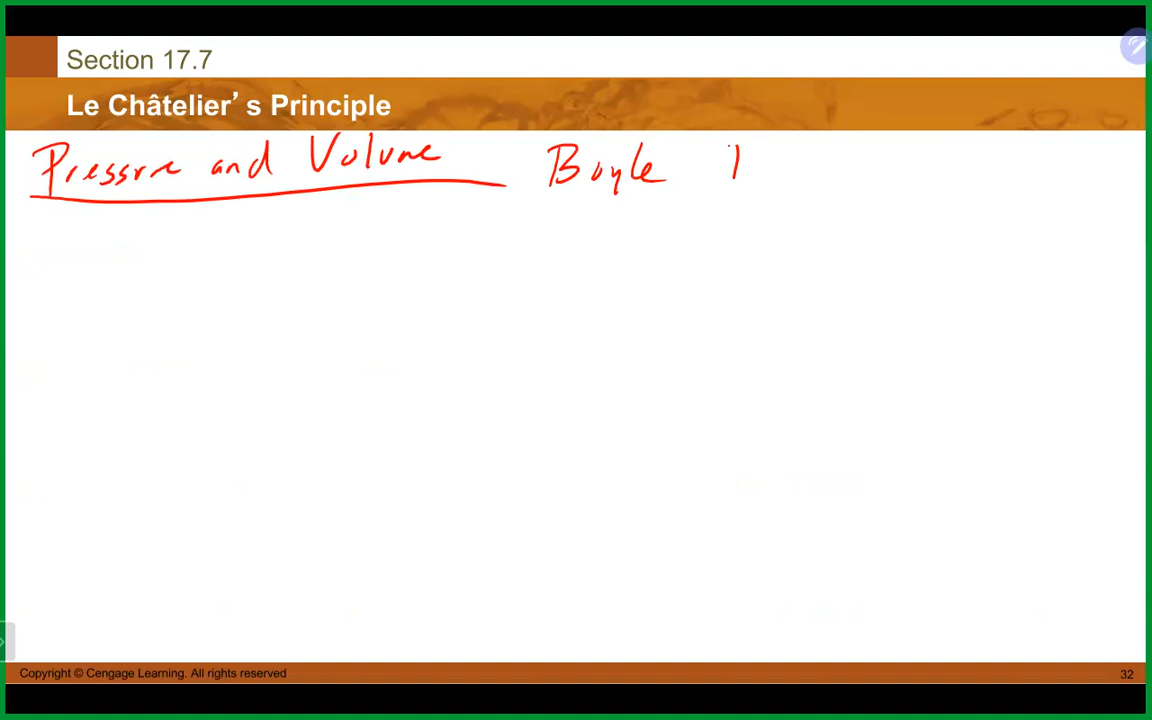 Section 17.7
Le Châtelier’s Principle
Pressure and Volume Boyle
Copyright © Cengage Learning. All rights reserved
32